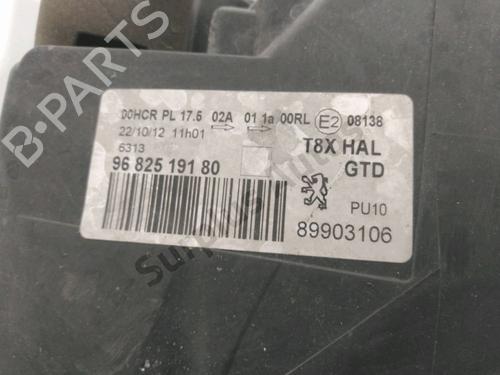 00HCR PL 17.5 02A 01 1a 00RL E2 08138
22/10/12 11h01
6313
T8X HAL
96 825 191 80
GTD
PU10
89903106
B-PARTS